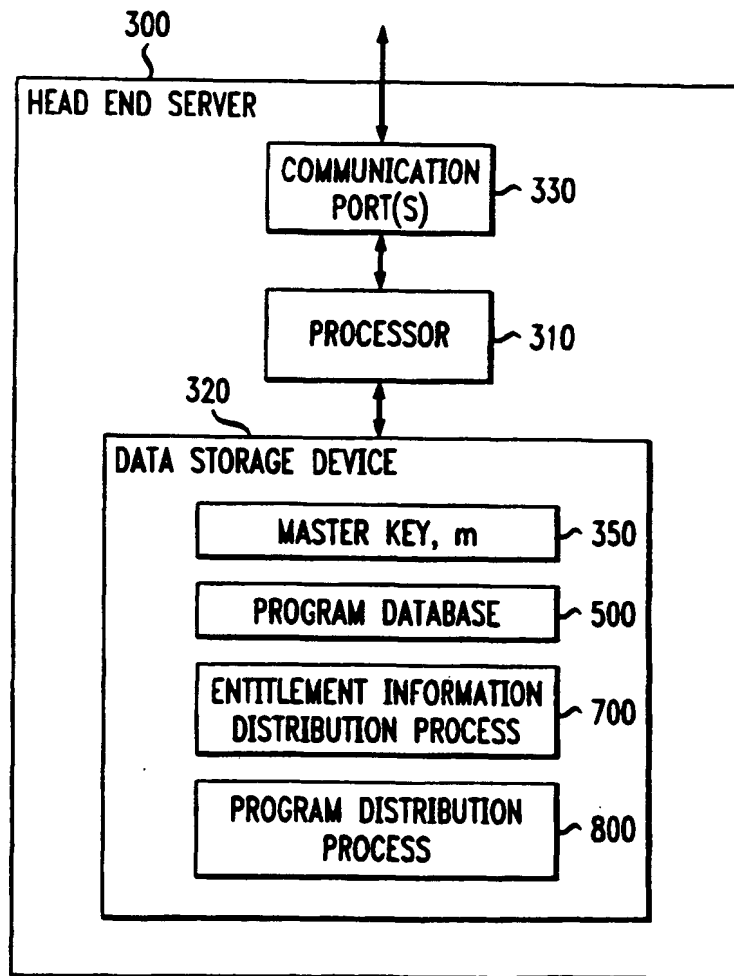 300
HEAD END SERVER
COMMUNICATION
PORT(S)
330
PROCESSOR
310
320
DATA STORAGE DEVICE
MASTER KEY, m
350
PROGRAM DATABASE
500
ENTITLEMENT INFORMATION
DISTRIBUTION PROCESS
700
PROGRAM DISTRIBUTION
PROCESS
800